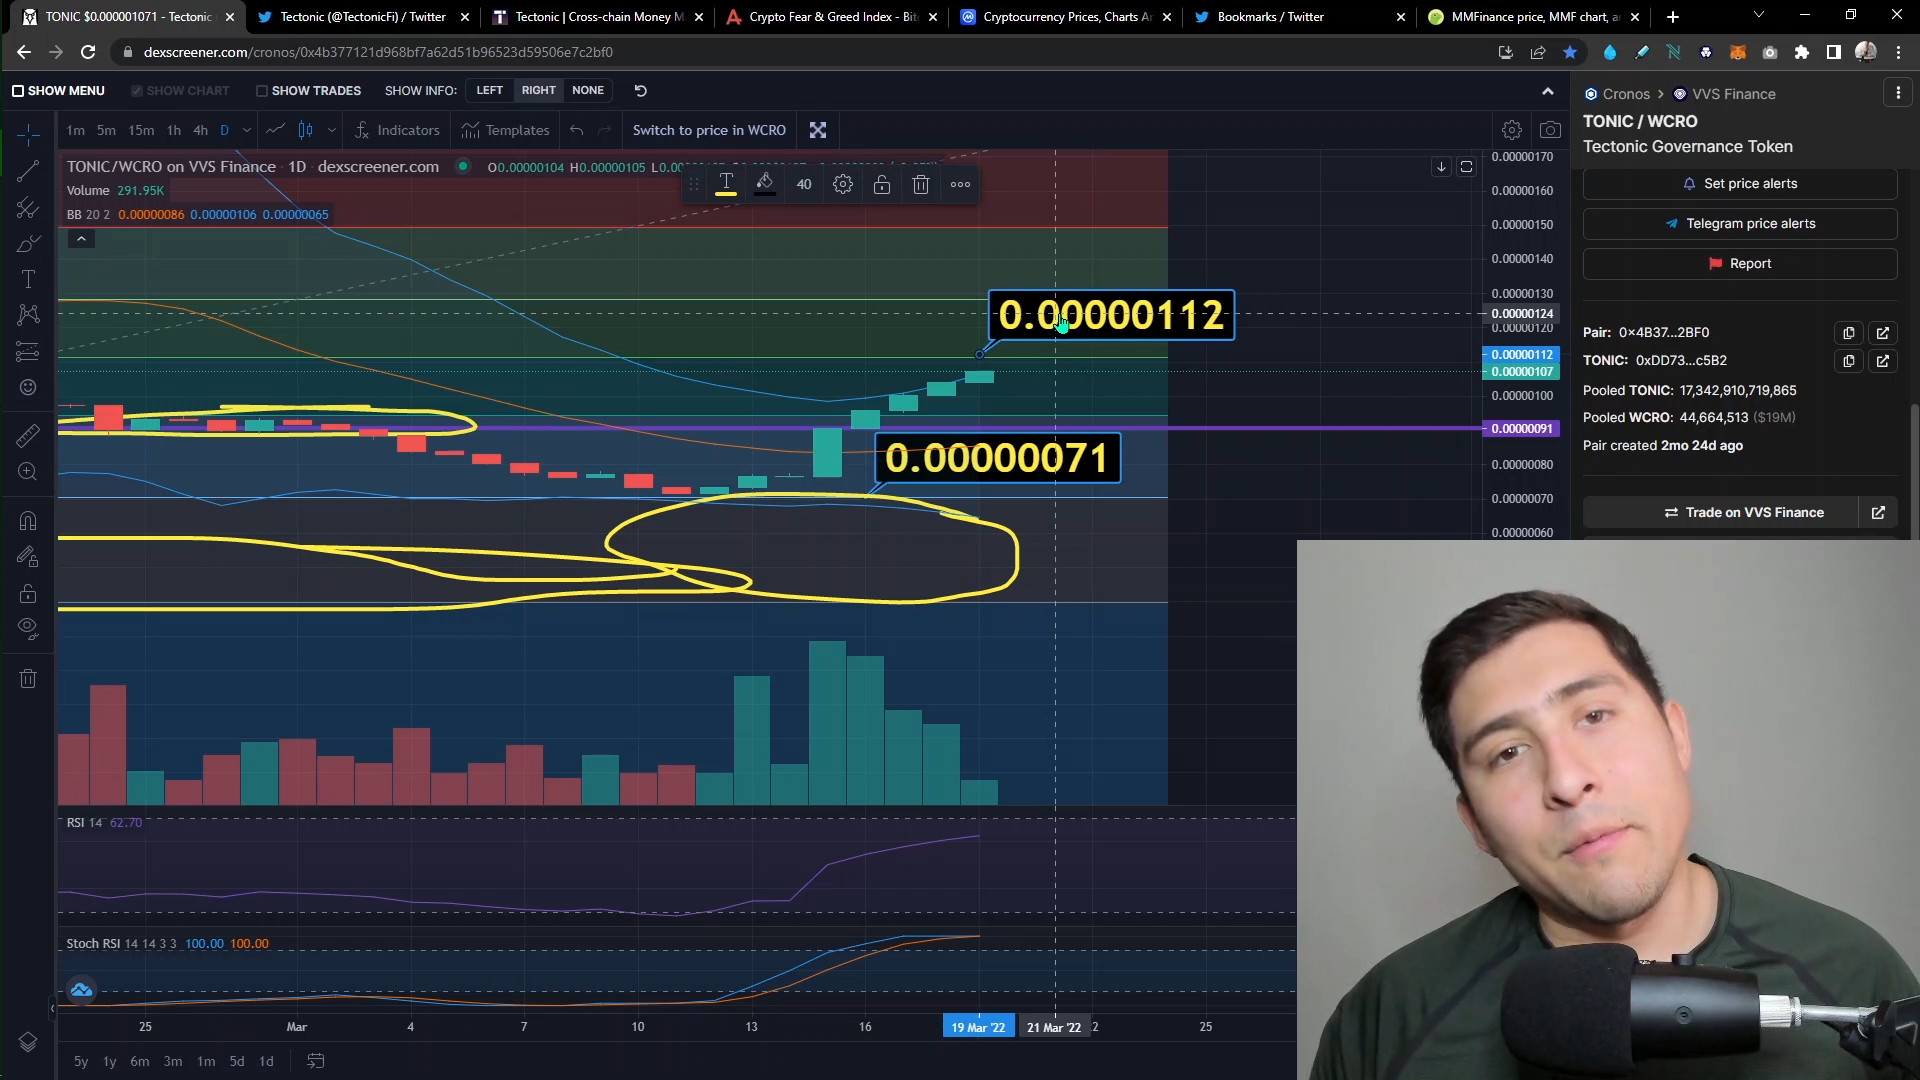 TONIC $0.000001071 - Tectonic
Tectonic (@TectonicFi) / Twitter
Tectonic | Cross-chain Money M
Crypto Fear & Greed Index - Bit
Cryptocurrency Prices, Charts Ar
Bookmarks / Twitter
MMFinance price, MMF chart, a
dexscreener.com/cronos/0x4b377121d968bf7a62d51b96523d59506e7c2bf0
SHOW MENU
SHOW CHART
SHOW TRADES
SHOW INFO:
LEFT
RIGHT
NONE
1m 5m 15m 1h 4h D
Indicators
Templates
Switch to price in WCRO
TONIC/WCRO on VVS Finance · 1D · dexscreener.com
O0.00000104 H0.00000105
Volume 291.95K
BB 20 2 0.00000086 0.00000106 0.00000065
40
0.00000112
0.00000071
0.00000170
0.00000160
0.00000150
0.00000140
0.00000130
0.00000124
0.00000120
0.00000112
0.00000107
0.00000100
0.00000091
0.00000080
0.00000070
0.00000060
RSI 14 62.70
Stoch RSI 14 14 3 3 100.00 100.00
25
Mar
4
7
10
13
16
19 Mar '22
21 Mar '22
25
5y 1y 6m 3m 1m 5d 1d
Cronos > VVS Finance
TONIC / WCRO
Tectonic Governance Token
Set price alerts
Telegram price alerts
Report
Pair: 0×4B37...2BF0
TONIC: 0xDD73...c5B2
Pooled TONIC: 17,342,910,719,865
Pooled WCRO: 44,664,513 ($19M)
Pair created 2mo 24d ago
Trade on VVS Finance